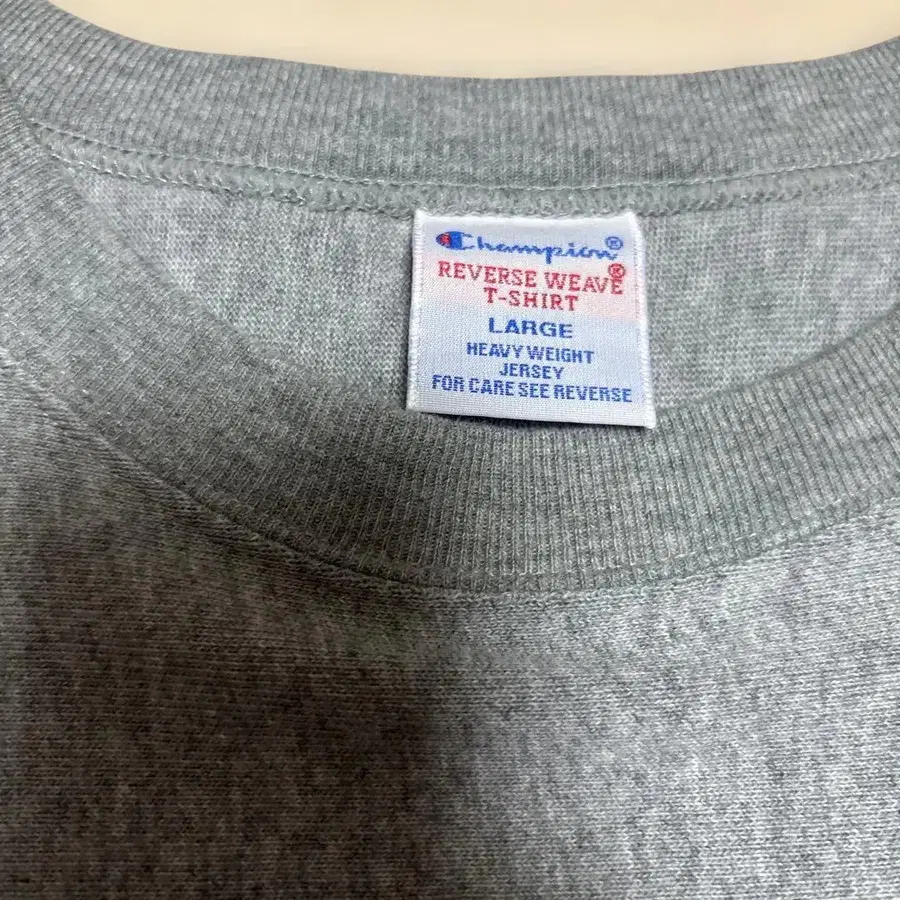 Champion®
REVERSE WEAVE®
T-SHIRT
LARGE
HEAVY WEIGHT
JERSEY
FOR CARE SEE REVERSE